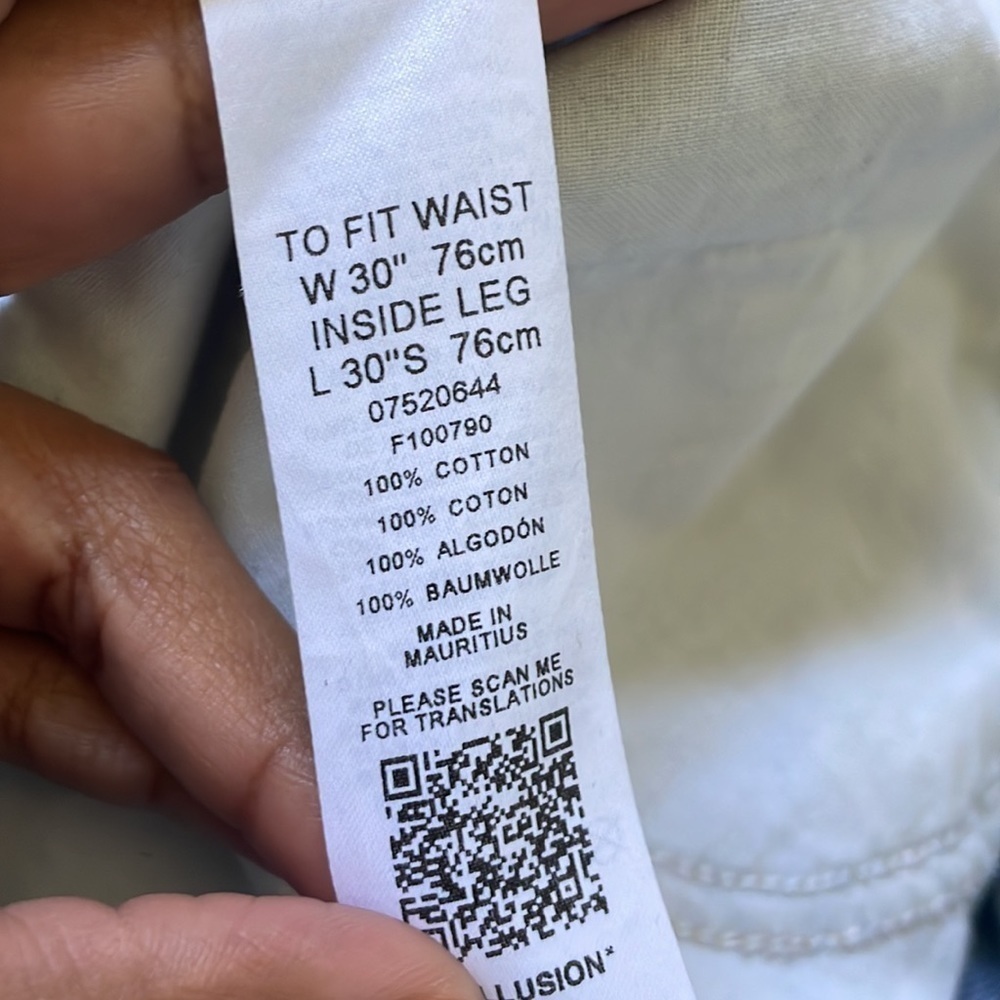 TO FIT WAIST
W 30" 76cm
INSIDE LEG
L 30"S 76cm
07520644
F100790
100% COTTON
100% COTON
100% ALGODÓN
100% BAUMWOLLE
MADE IN
MAURITIUS
PLEASE SCAN ME
FOR TRANSLATIONS
LUSION*